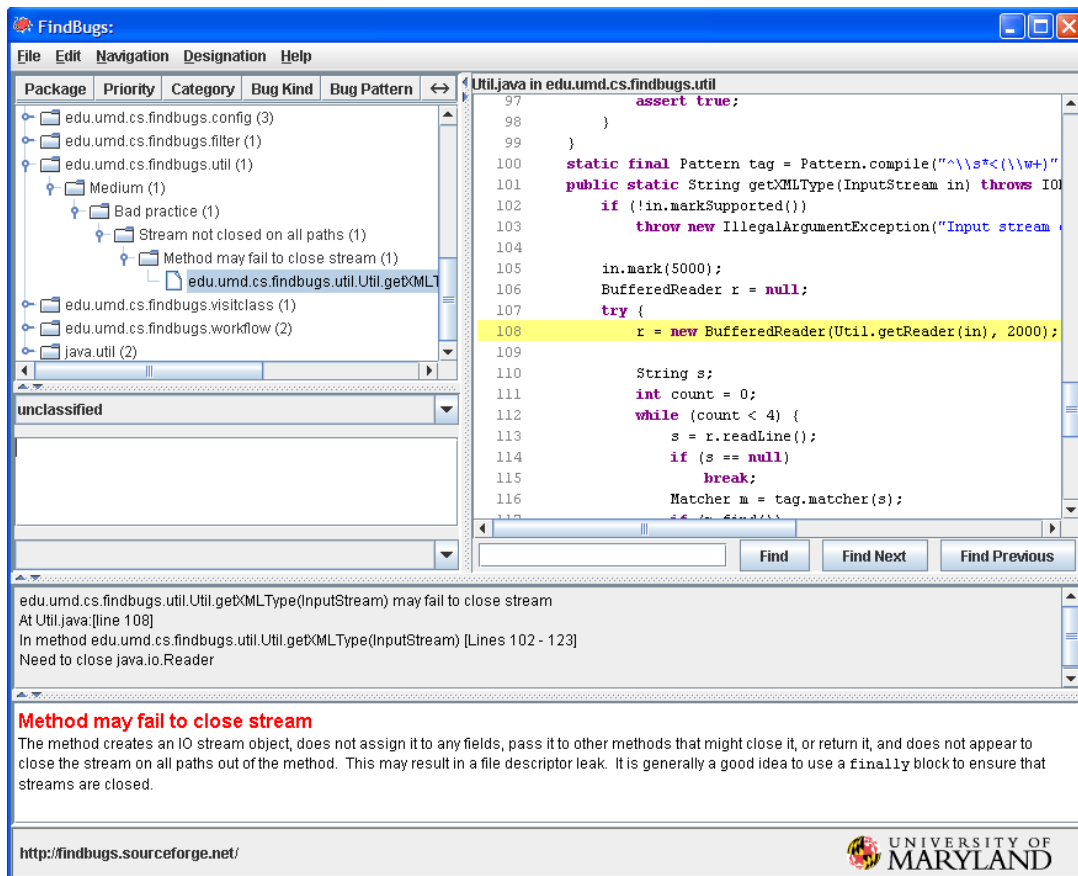 FindBugs:
File Edit Navigation Designation Help
Package Priority Category Bug Kind Bug Pattern
edu.umd.cs.findbugs.config (3)
edu.umd.cs.findbugs.filter (1)
edu.umd.cs.findbugs.util (1)
Medium (1)
Bad practice (1)
Stream not closed on all paths (1)
Method may fail to close stream (1)
edu.umd.cs.findbugs.util.Util.getXMLT
edu.umd.cs.findbugs.visitclass (1)
edu.umd.cs.findbugs.workflow (2)
java.util (2)
unclassified
Util.java in edu.umd.cs.findbugs.util
97 assert true;
98 }
99 }
100 static final Pattern tag = Pattern.compile("^\\s*<(\\w+)"
101 public static String getXMLType(InputStream in) throws IO
102 if (!in.markSupported())
103 throw new IllegalArgumentException("Input stream
104
105 in.mark(5000);
106 BufferedReader r = null;
107 try {
108 r = new BufferedReader(Util.getReader(in), 2000);
109
110 String s;
111 int count = 0;
112 while (count < 4) {
113 s = r.readLine();
114 if (s == null)
115 break;
116 Matcher m = tag.matcher(s);
117 if (m.find())
Find Find Next Find Previous
edu.umd.cs.findbugs.util.Util.getXMLType(InputStream) may fail to close stream
At Util.java:[line 108]
In method edu.umd.cs.findbugs.util.Util.getXMLType(InputStream) [Lines 102 - 123]
Need to close java.io.Reader
Method may fail to close stream
The method creates an IO stream object, does not assign it to any fields, pass it to other methods that might close it, or return it, and does not appear to
close the stream on all paths out of the method. This may result in a file descriptor leak. It is generally a good idea to use a finally block to ensure that
streams are closed.
http://findbugs.sourceforge.net/
UNIVERSITY OF
MARYLAND